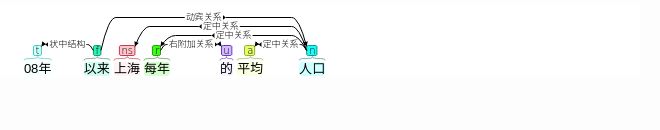 动宾关系
定中关系
定中关系
状中结构 右附加关系 定中关系
t f ns r u a n
08年 以来 上海 每年 的 平均 人口